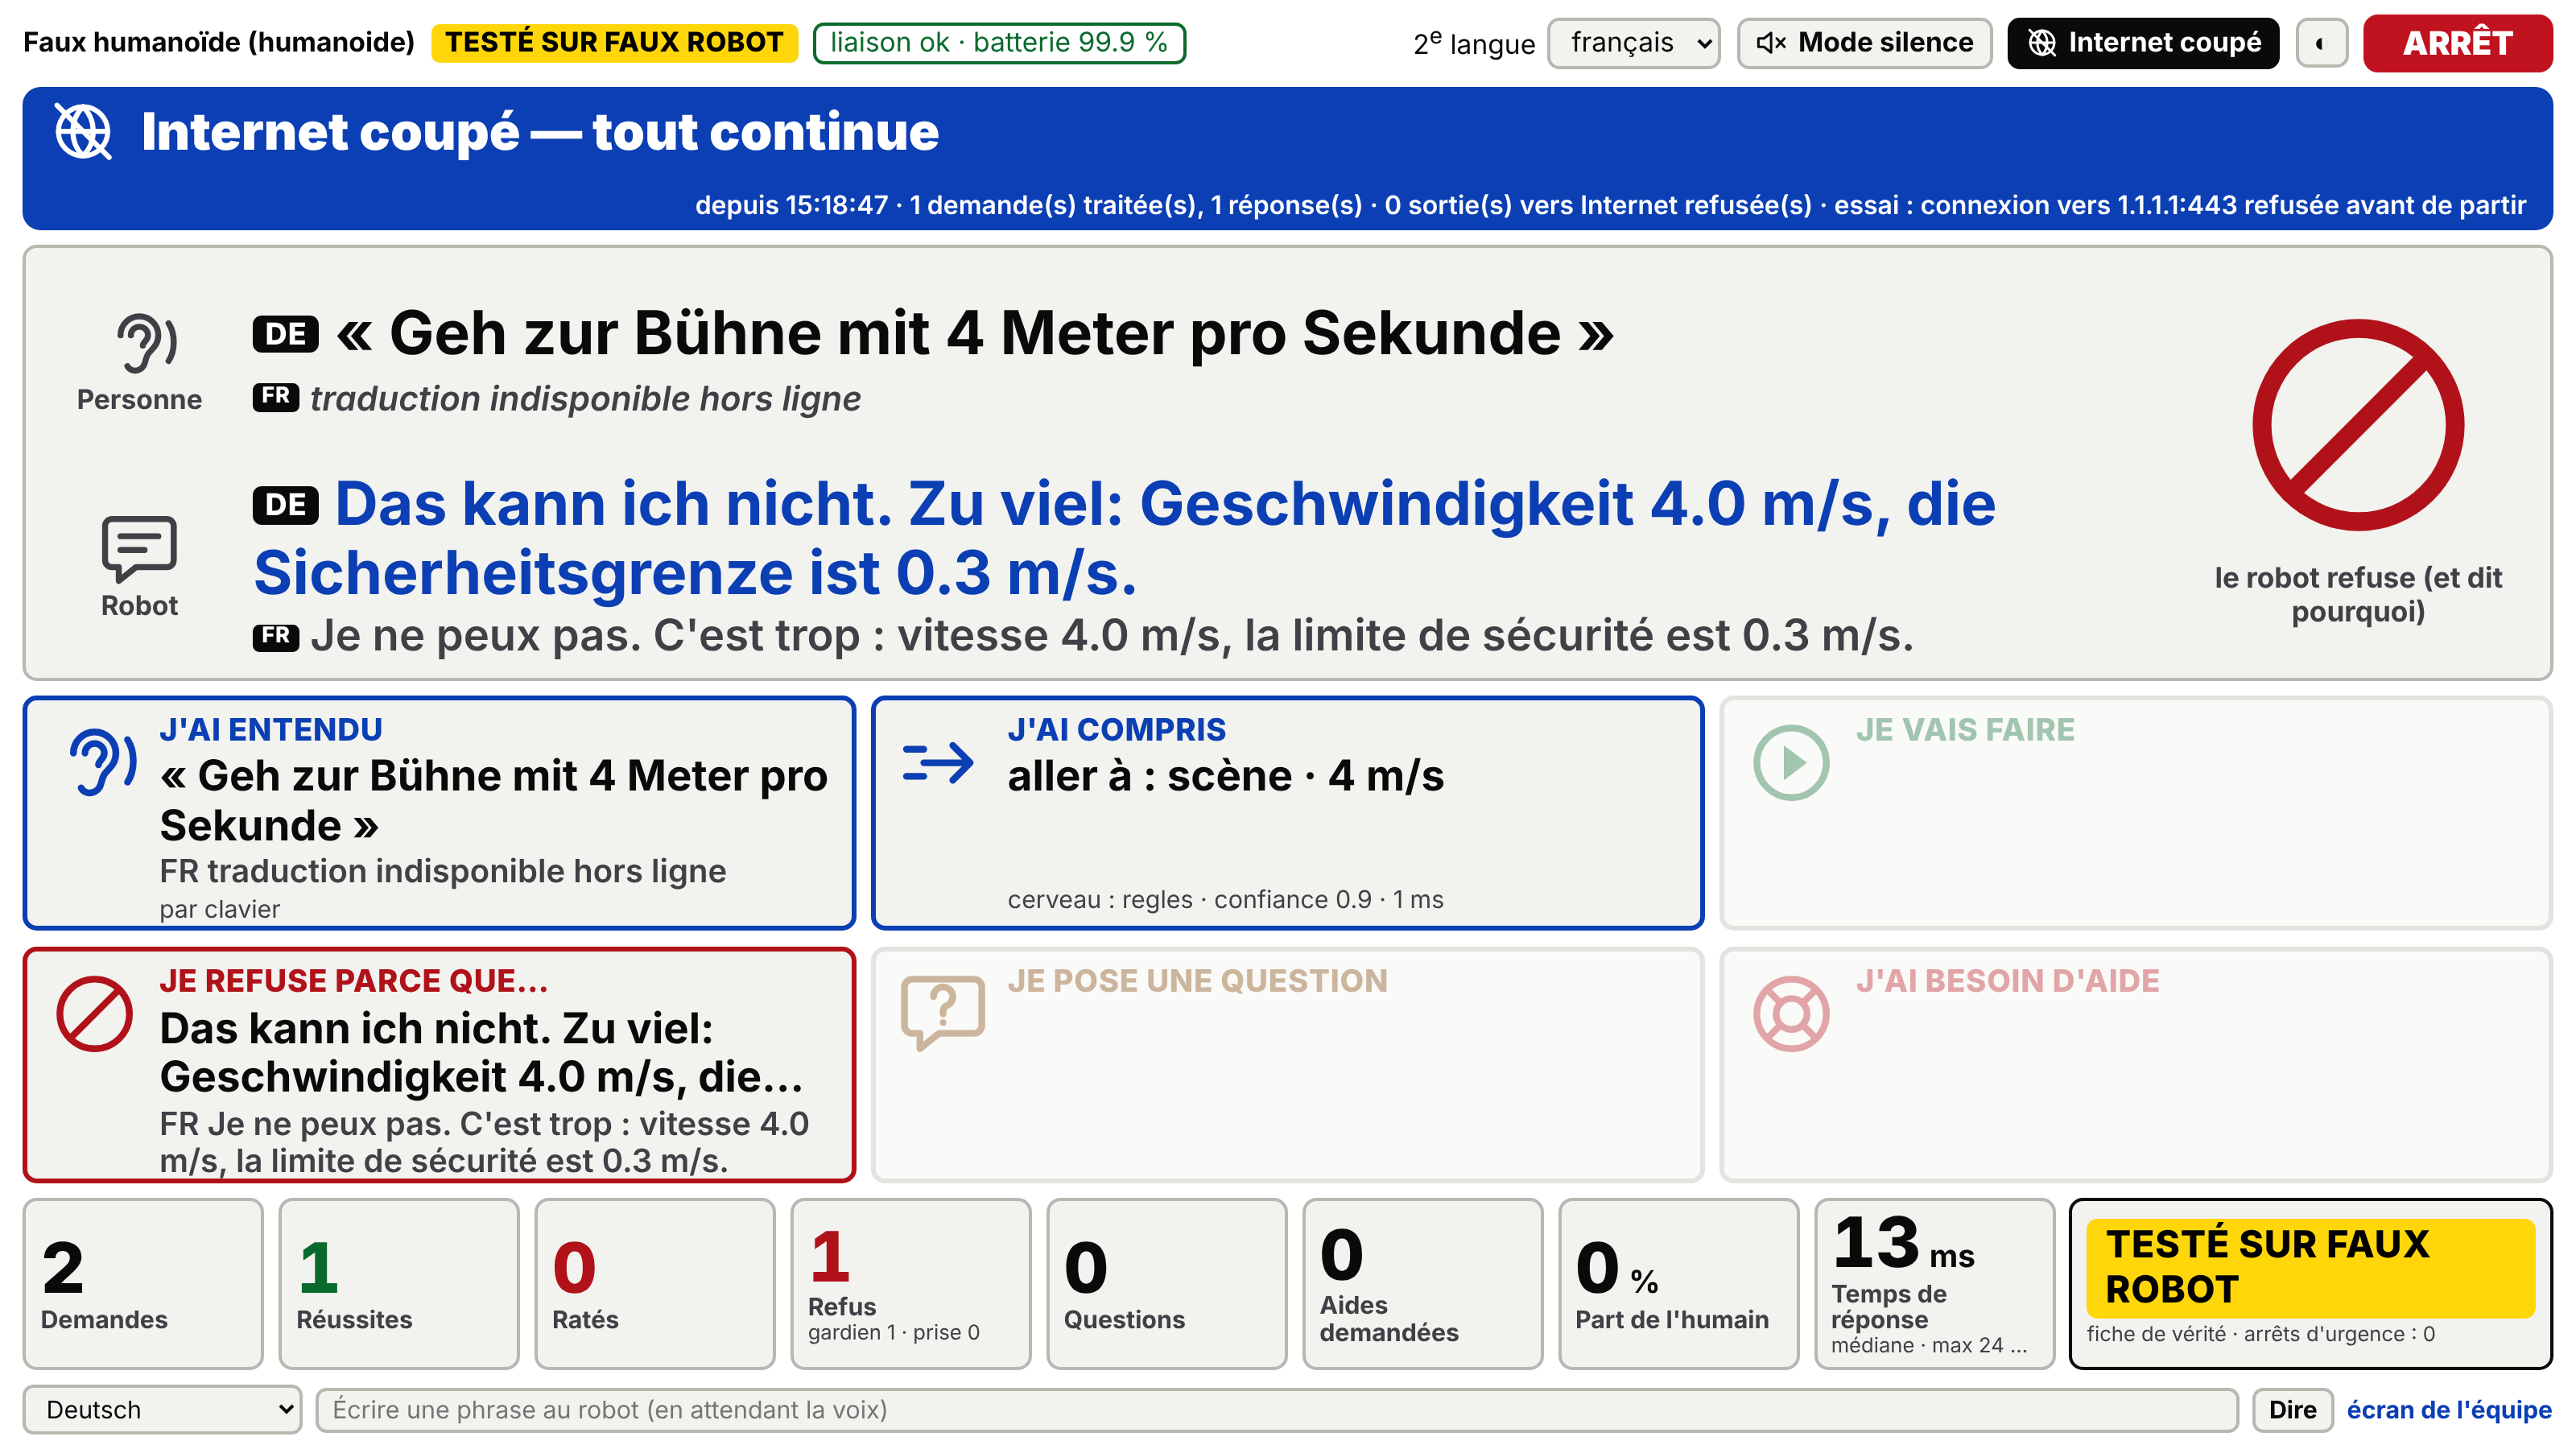 Faux humanoïde (humanoide) TESTÉ SUR FAUX ROBOT liaison ok · batterie 99.9 % 2e langue français Mode silence Internet coupé ARRÊT
Internet coupé — tout continue
depuis 15:18:47 · 1 demande(s) traitée(s), 1 réponse(s) · 0 sortie(s) vers Internet refusée(s) · essai : connexion vers 1.1.1.1:443 refusée avant de partir
Personne
DE « Geh zur Bühne mit 4 Meter pro Sekunde »
FR traduction indisponible hors ligne
Robot
DE Das kann ich nicht. Zu viel: Geschwindigkeit 4.0 m/s, die
Sicherheitsgrenze ist 0.3 m/s.
FR Je ne peux pas. C'est trop : vitesse 4.0 m/s, la limite de sécurité est 0.3 m/s.
le robot refuse (et dit
pourquoi)
J'AI ENTENDU
« Geh zur Bühne mit 4 Meter pro
Sekunde »
FR traduction indisponible hors ligne
par clavier
J'AI COMPRIS
aller à : scène · 4 m/s
cerveau : regles · confiance 0.9 · 1 ms
JE VAIS FAIRE
JE REFUSE PARCE QUE...
Das kann ich nicht. Zu viel:
Geschwindigkeit 4.0 m/s, die...
FR Je ne peux pas. C'est trop : vitesse 4.0
m/s, la limite de sécurité est 0.3 m/s.
JE POSE UNE QUESTION
J'AI BESOIN D'AIDE
2
Demandes
1
Réussites
0
Ratés
1
Refus
gardien 1 · prise 0
0
Questions
0
Aides
demandées
0 %
Part de l'humain
13 ms
Temps de
réponse
médiane · max 24 ...
TESTÉ SUR FAUX
ROBOT
fiche de vérité · arrêts d'urgence : 0
Deutsch Écrire une phrase au robot (en attendant la voix) Dire écran de l'équipe